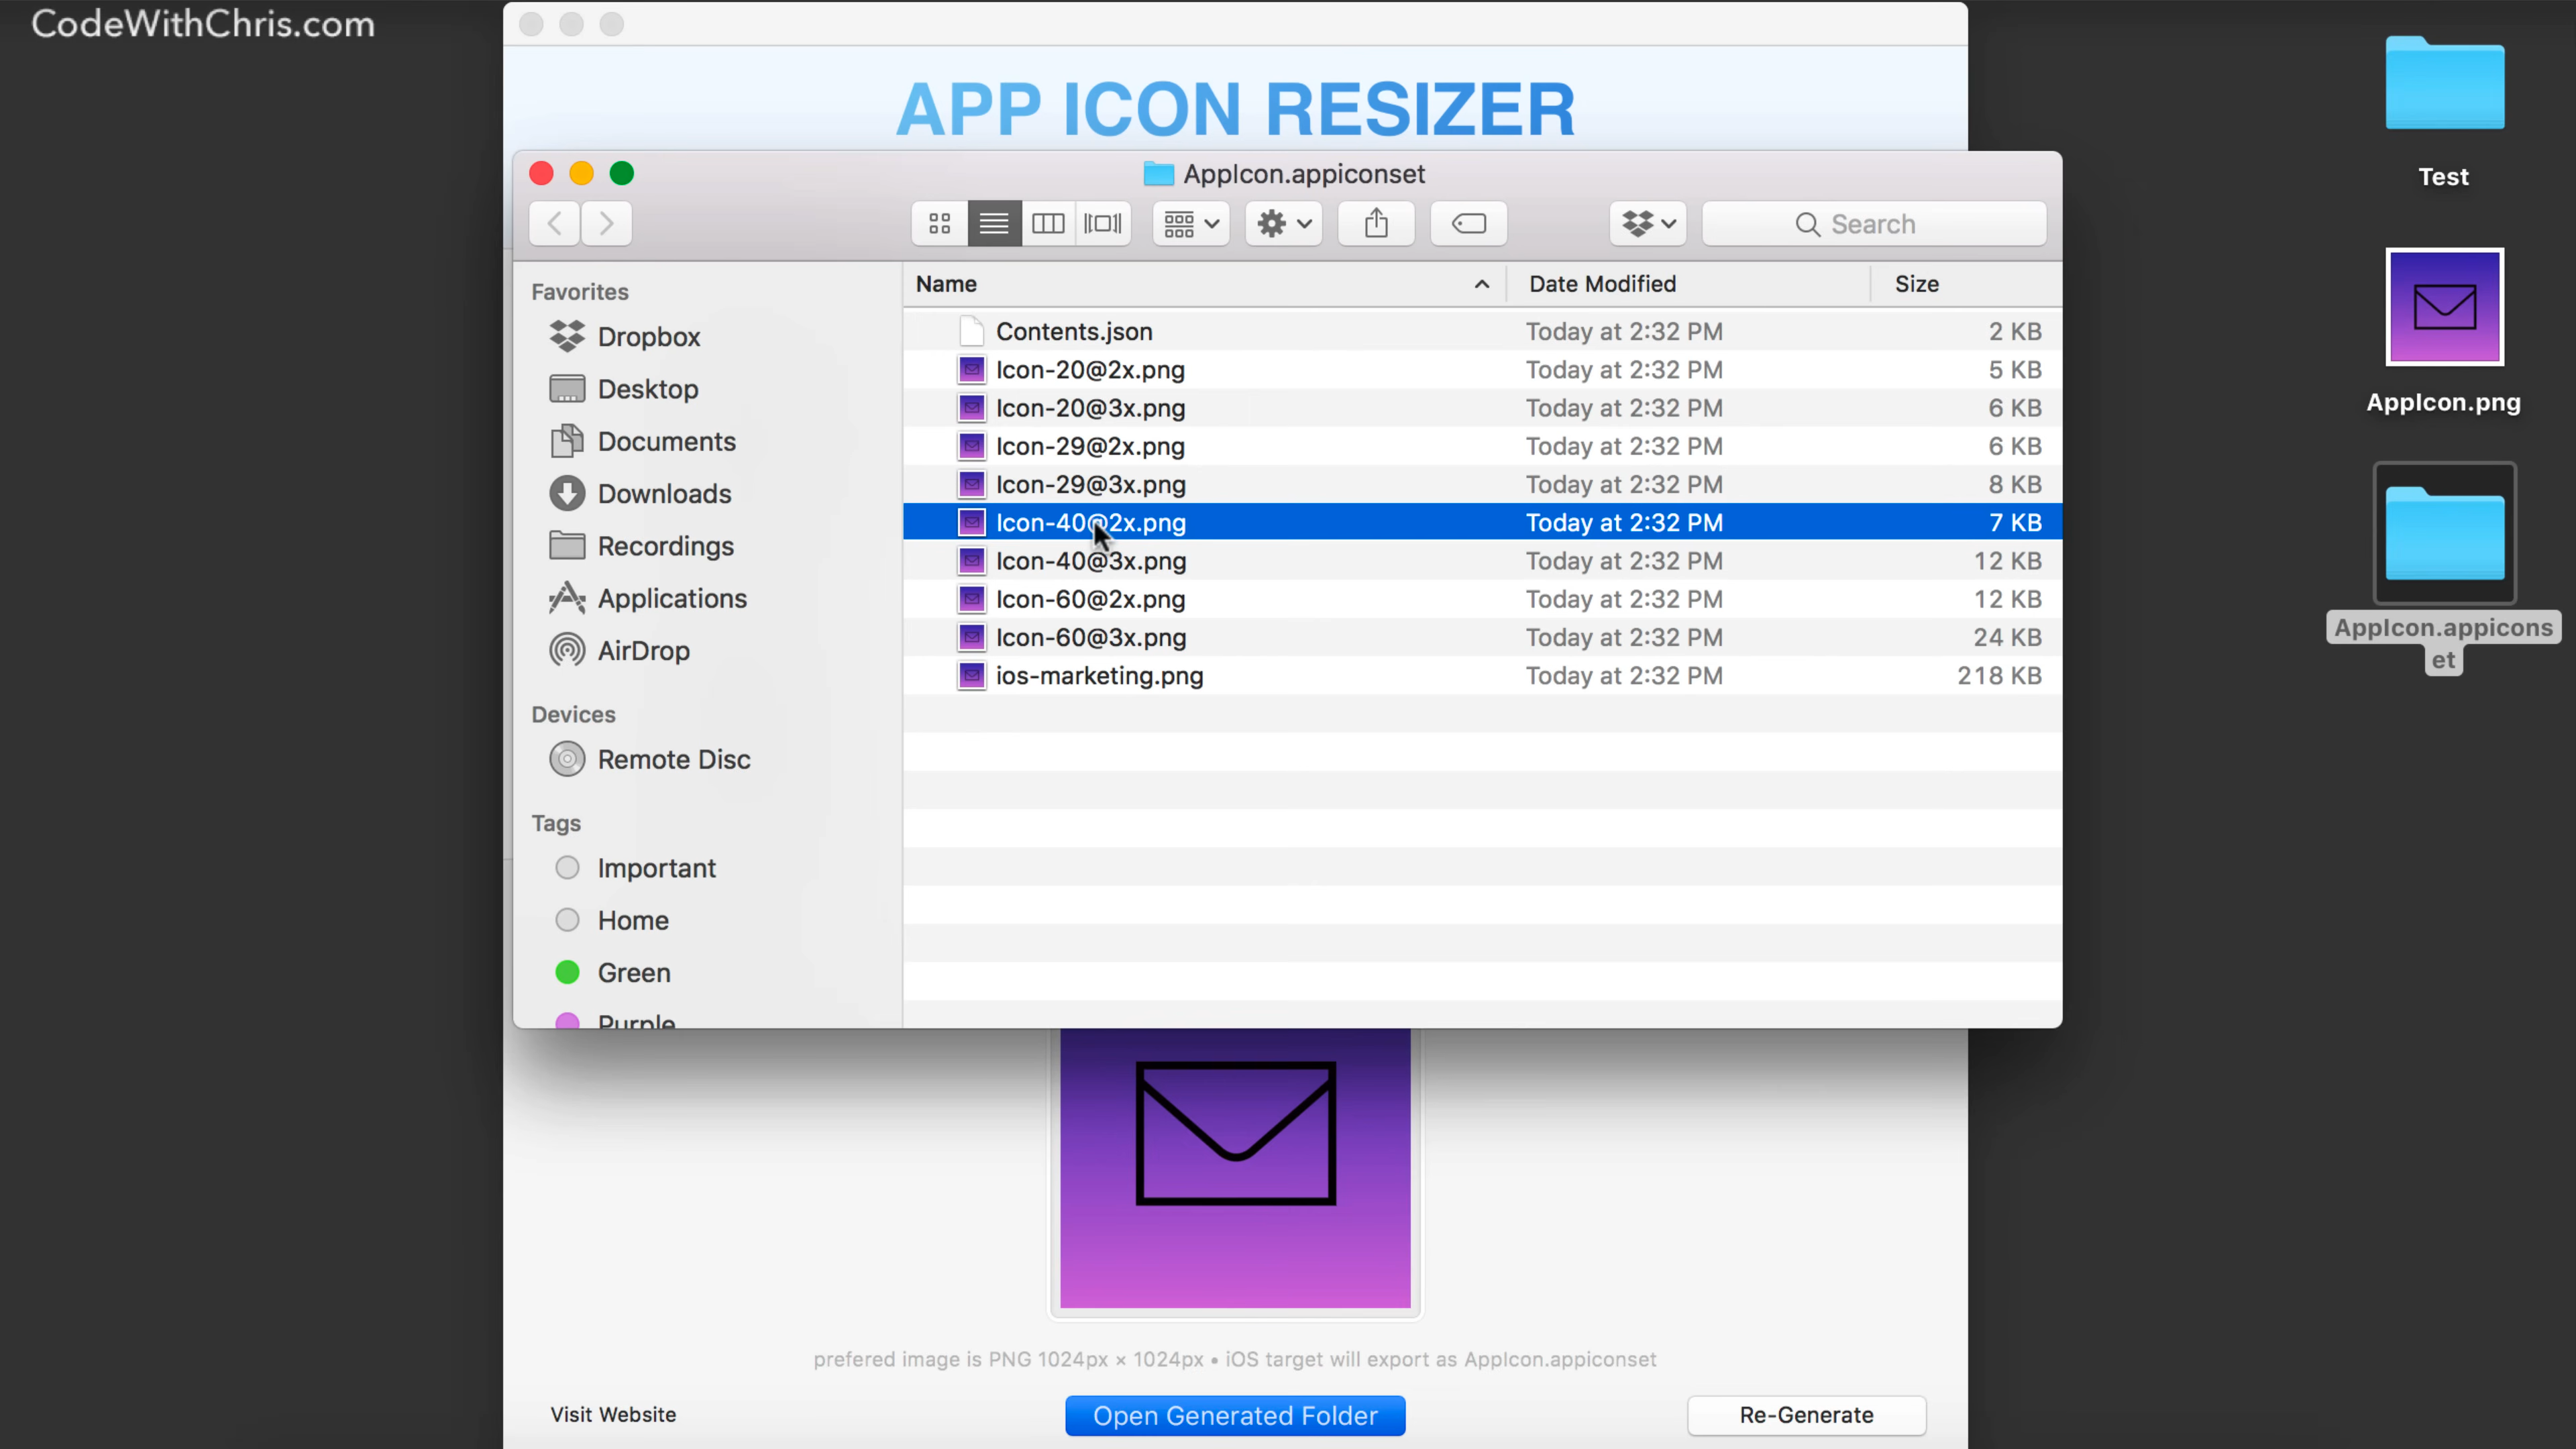 CodeWithChris.com
APP ICON RESIZER
AppIcon.appiconset
Search
Favorites
Dropbox
Desktop
Documents
Downloads
Recordings
Applications
AirDrop
Devices
Remote Disc
Tags
Important
Home
Green
Purple
Name Date Modified Size
Contents.json Today at 2:32 PM 2 KB
Icon-20@2x.png Today at 2:32 PM 5 KB
Icon-20@3x.png Today at 2:32 PM 6 KB
Icon-29@2x.png Today at 2:32 PM 6 KB
Icon-29@3x.png Today at 2:32 PM 8 KB
Icon-40@2x.png Today at 2:32 PM 7 KB
Icon-40@3x.png Today at 2:32 PM 12 KB
Icon-60@2x.png Today at 2:32 PM 12 KB
Icon-60@3x.png Today at 2:32 PM 24 KB
ios-marketing.png Today at 2:32 PM 218 KB
Test
AppIcon.png
AppIcon.appicons
et
prefered image is PNG 1024px × 1024px • iOS target will export as AppIcon.appiconset
Visit Website
Open Generated Folder
Re-Generate